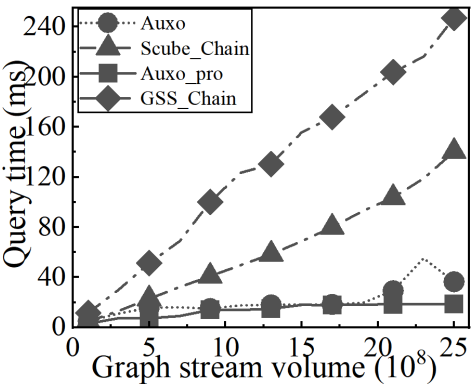 240
200
160
120
80
40
0
Query time (ms)
Auxo
Scube_Chain
Auxo_pro
GSS_Chain
0 5 10 15 20 25
Graph stream volume (10⁸)